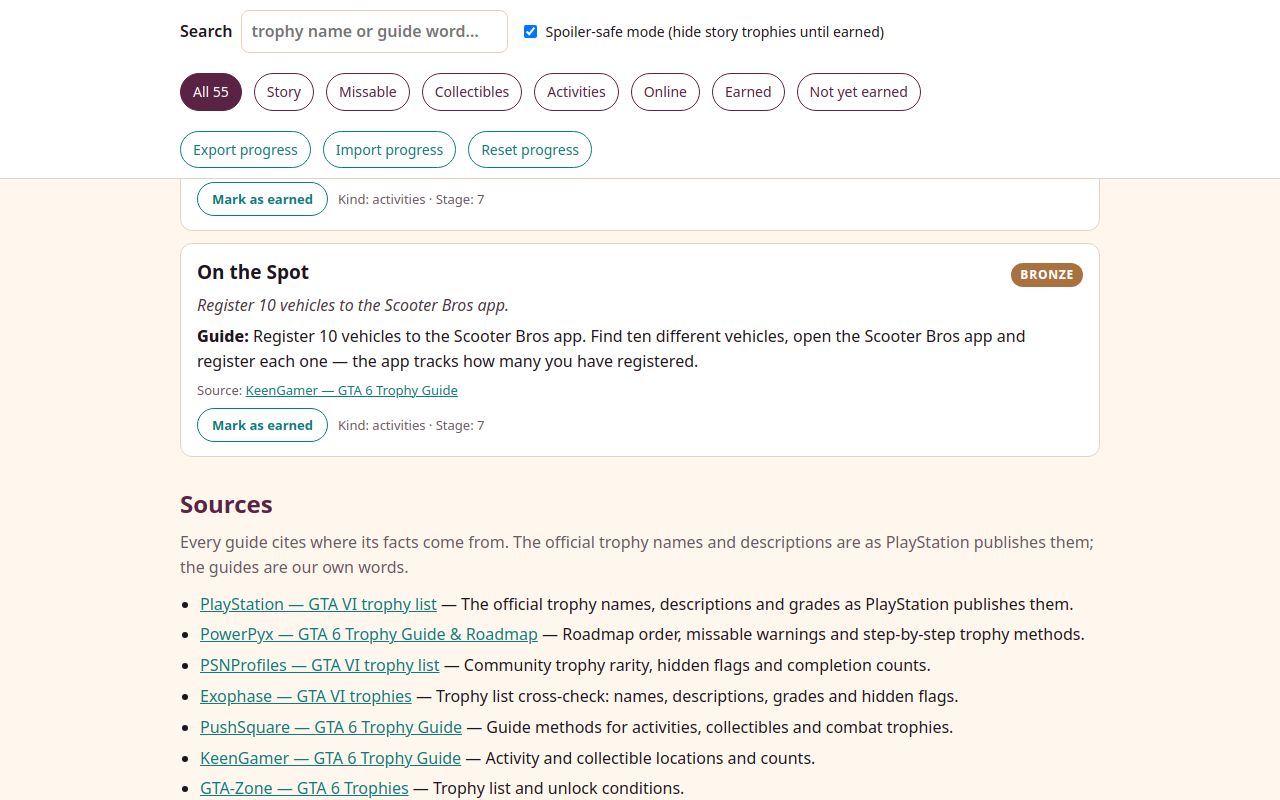 Search trophy name or guide word... Spoiler-safe mode (hide story trophies until earned)
All 55 Story Missable Collectibles Activities Online Earned Not yet earned
Export progress Import progress Reset progress
Mark as earned Kind: activities · Stage: 7
On the Spot BRONZE
Register 10 vehicles to the Scooter Bros app.
Guide: Register 10 vehicles to the Scooter Bros app. Find ten different vehicles, open the Scooter Bros app and
register each one — the app tracks how many you have registered.
Source: KeenGamer — GTA 6 Trophy Guide
Mark as earned Kind: activities · Stage: 7
Sources
Every guide cites where its facts come from. The official trophy names and descriptions are as PlayStation publishes them;
the guides are our own words.
• PlayStation — GTA VI trophy list — The official trophy names, descriptions and grades as PlayStation publishes them.
• PowerPyx — GTA 6 Trophy Guide & Roadmap — Roadmap order, missable warnings and step-by-step trophy methods.
• PSNProfiles — GTA VI trophy list — Community trophy rarity, hidden flags and completion counts.
• Exophase — GTA VI trophies — Trophy list cross-check: names, descriptions, grades and hidden flags.
• PushSquare — GTA 6 Trophy Guide — Guide methods for activities, collectibles and combat trophies.
• KeenGamer — GTA 6 Trophy Guide — Activity and collectible locations and counts.
• GTA-Zone — GTA 6 Trophies — Trophy list and unlock conditions.